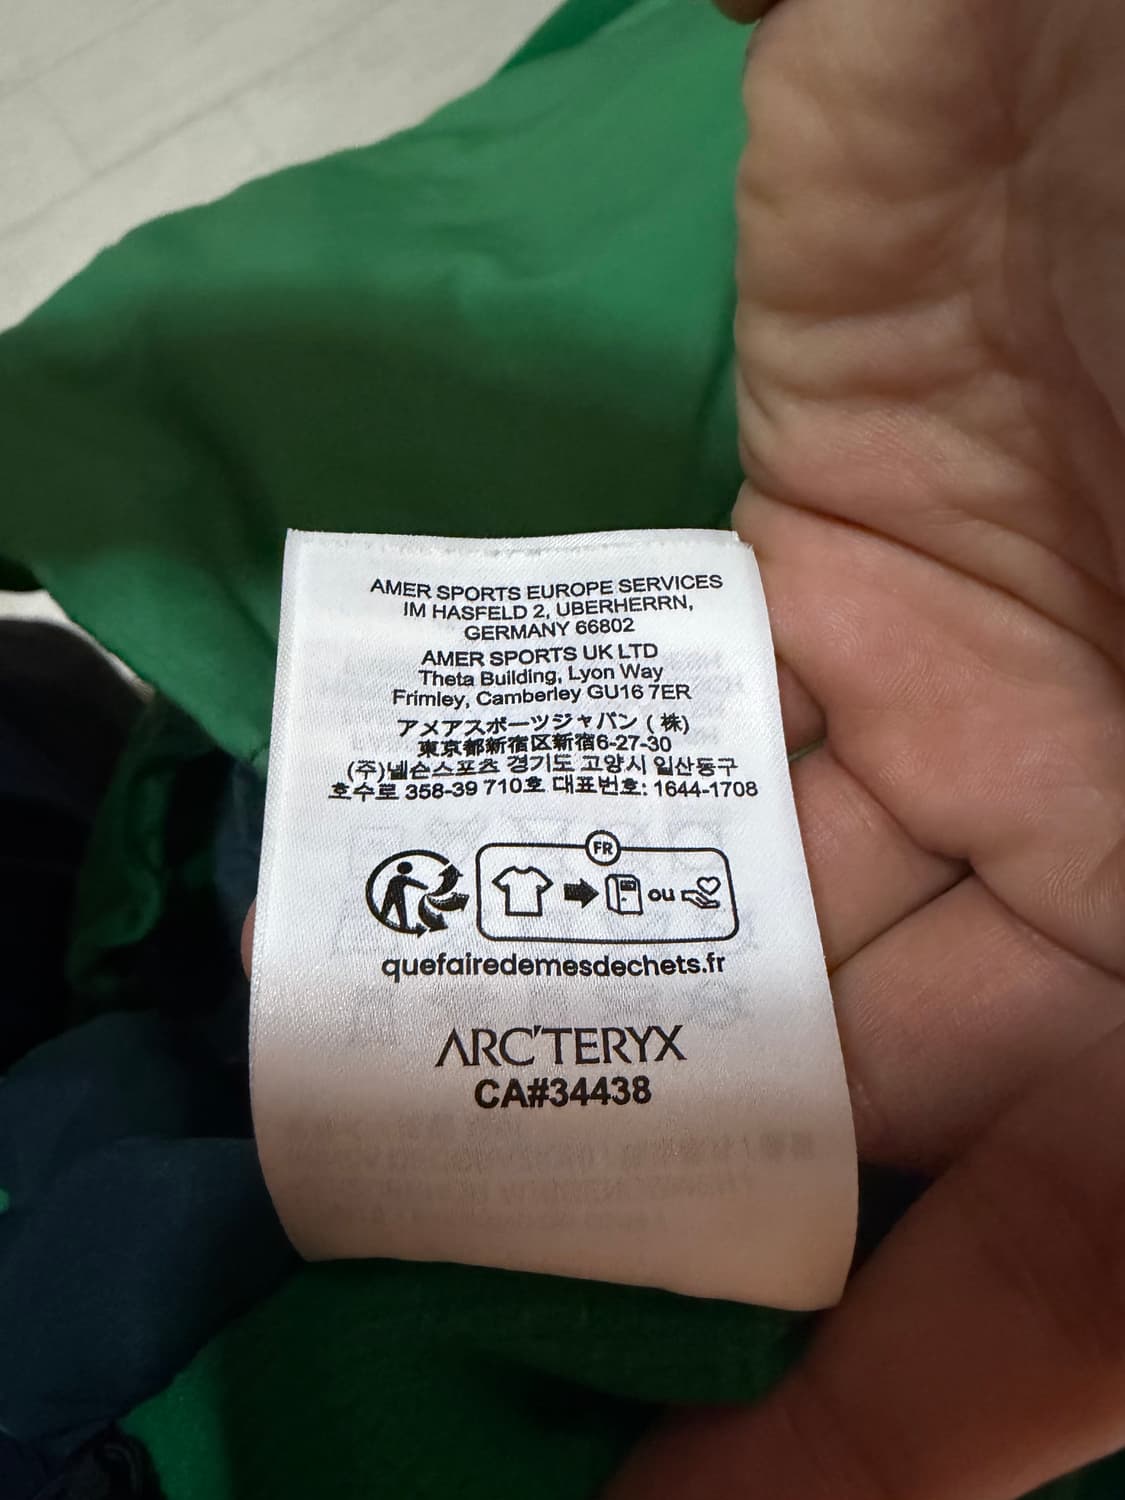 AMER SPORTS EUROPE SERVICES
IM HASFELD 2, UBERHERRN,
GERMANY 66802
AMER SPORTS UK LTD
Theta Building, Lyon Way
Frimley, Camberley GU16 7ER
アメアスポーツジャパン (株)
東京都新宿区新宿6-27-30
(주)넬슨스포츠 경기도 고양시 일산동구
호수로 358-39 710호 대표번호: 1644-1708
FR
ou
quefairedemesdechets.fr
ARC'TERYX
CA#34438